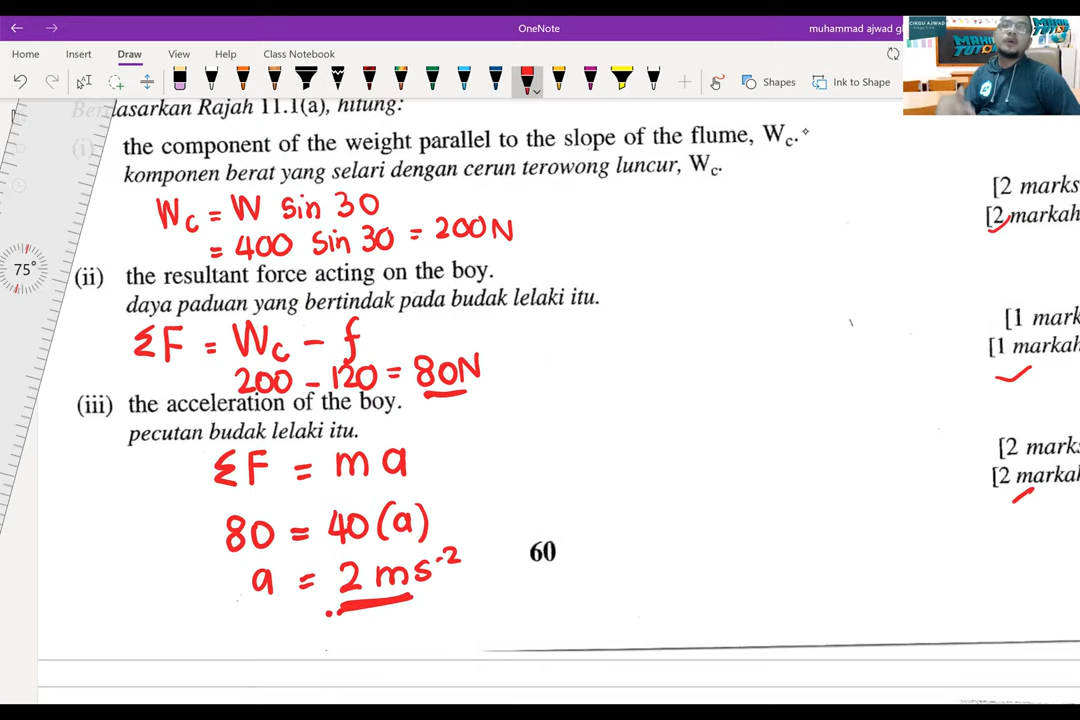 OneNote
muhammad ajwad
CIKGU AJWAD
Home Insert Draw View Help Class Notebook
Shapes Ink to Shape
dasarkan Rajah 11.1(a), hitung:
(i) the component of the weight parallel to the slope of the flume, Wc.
komponen berat yang selari dengan cerun terowong luncur, Wc.
[2 marks
[2 markah
Wc = W sin 30
= 400 sin 30 = 200N
75°
(ii) the resultant force acting on the boy.
daya paduan yang bertindak pada budak lelaki itu.
[1 mark
[1 markah
ΣF = Wc - f
200 - 120 = 80N
(iii) the acceleration of the boy.
pecutan budak lelaki itu.
[2 marks
[2 markah
ΣF = m a
80 = 40(a)
a = 2 ms⁻²
60